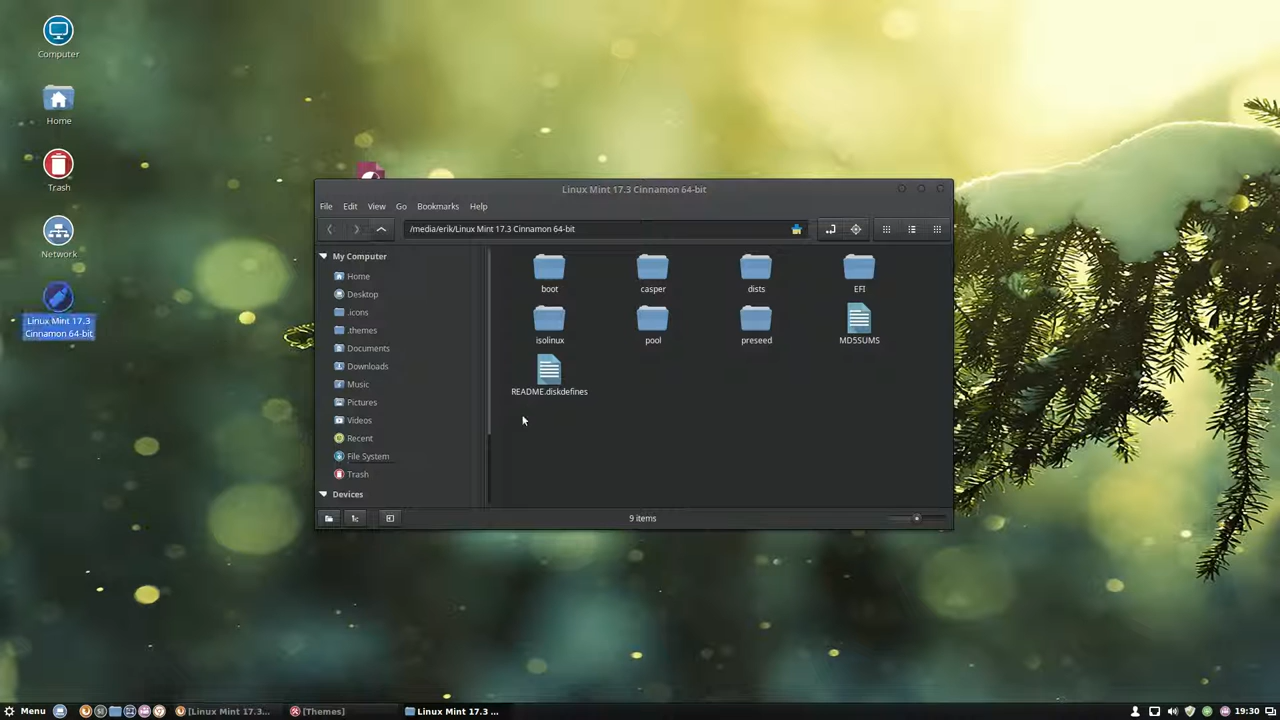 Computer
Home
Trash
Network
Linux Mint 17.3
Cinnamon 64-bit
Linux Mint 17.3 Cinnamon 64-bit
File Edit View Go Bookmarks Help
/media/erik/Linux Mint 17.3 Cinnamon 64-bit
My Computer
Home
Desktop
.icons
.themes
Documents
Downloads
Music
Pictures
Videos
Recent
File System
Trash
Devices
boot casper dists EFI
isolinux pool preseed MD5SUMS
README.diskdefines
9 items
Menu [Linux Mint 17.3... [Themes] Linux Mint 17.3 ... 19:30